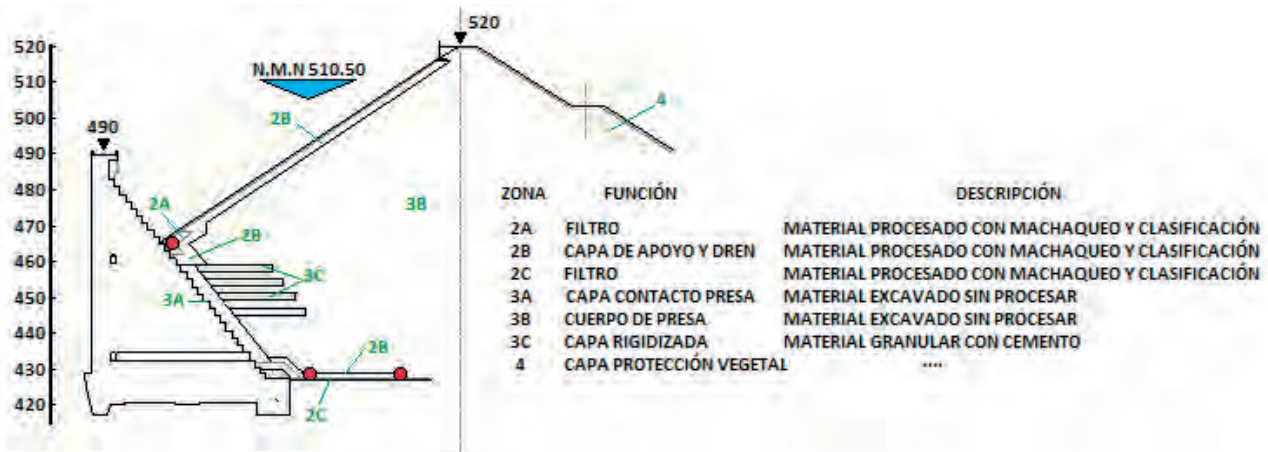 520
520
510
500
490
480
470
460
450
440
430
420
N.M.N 510.50
490
2B
4
3B
2A
2B
3C
3A
2B
2C
ZONA FUNCIÓN DESCRIPCIÓN
2A FILTRO MATERIAL PROCESADO CON MACHAQUEO Y CLASIFICACIÓN
2B CAPA DE APOYO Y DREN MATERIAL PROCESADO CON MACHAQUEO Y CLASIFICACIÓN
2C FILTRO MATERIAL PROCESADO CON MACHAQUEO Y CLASIFICACIÓN
3A CAPA CONTACTO PRESA MATERIAL EXCAVADO SIN PROCESAR
3B CUERPO DE PRESA MATERIAL EXCAVADO SIN PROCESAR
3C CAPA RIGIDIZADA MATERIAL GRANULAR CON CEMENTO
4 CAPA PROTECCIÓN VEGETAL ....